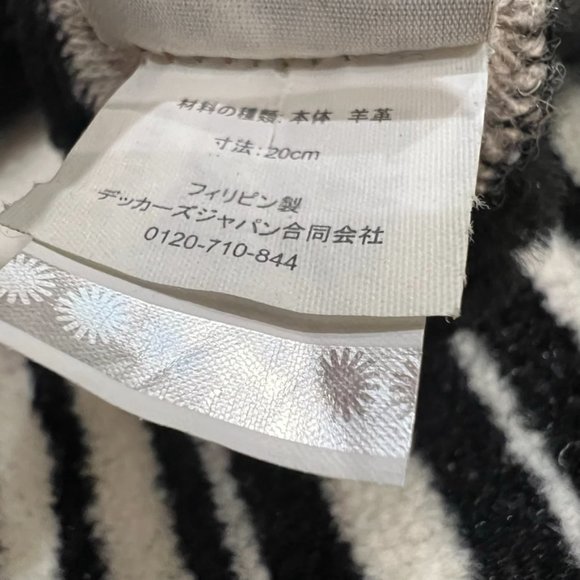 材料の種類: 本体 羊革
寸法: 20cm
フィリピン製
デッカーズジャパン合同会社
0120-710-844